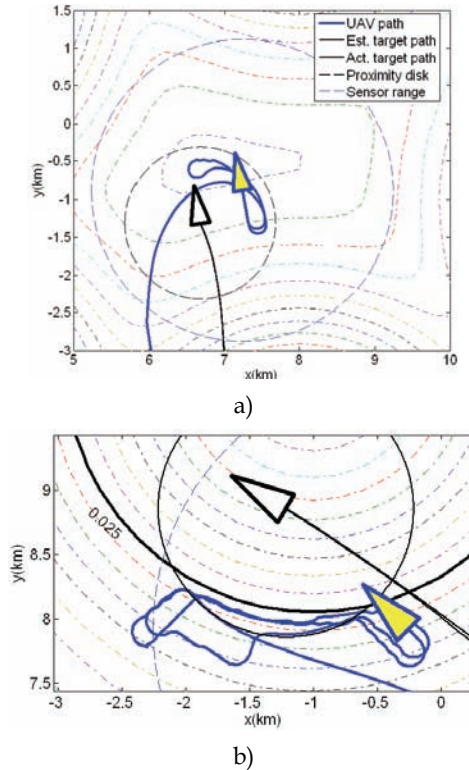 1.5
1
0.5
0
-0.5
-1
-1.5
-2
-2.5
-3
y(km)
UAV path
Est. target path
Act. target path
Proximity disk
Sensor range
5 6 7 8 9 10
x(km)
a)
9
8.5
8
7.5
y(km)
0.025
-3 -2.5 -2 -1.5 -1 -0.5 0
x(km)
b)